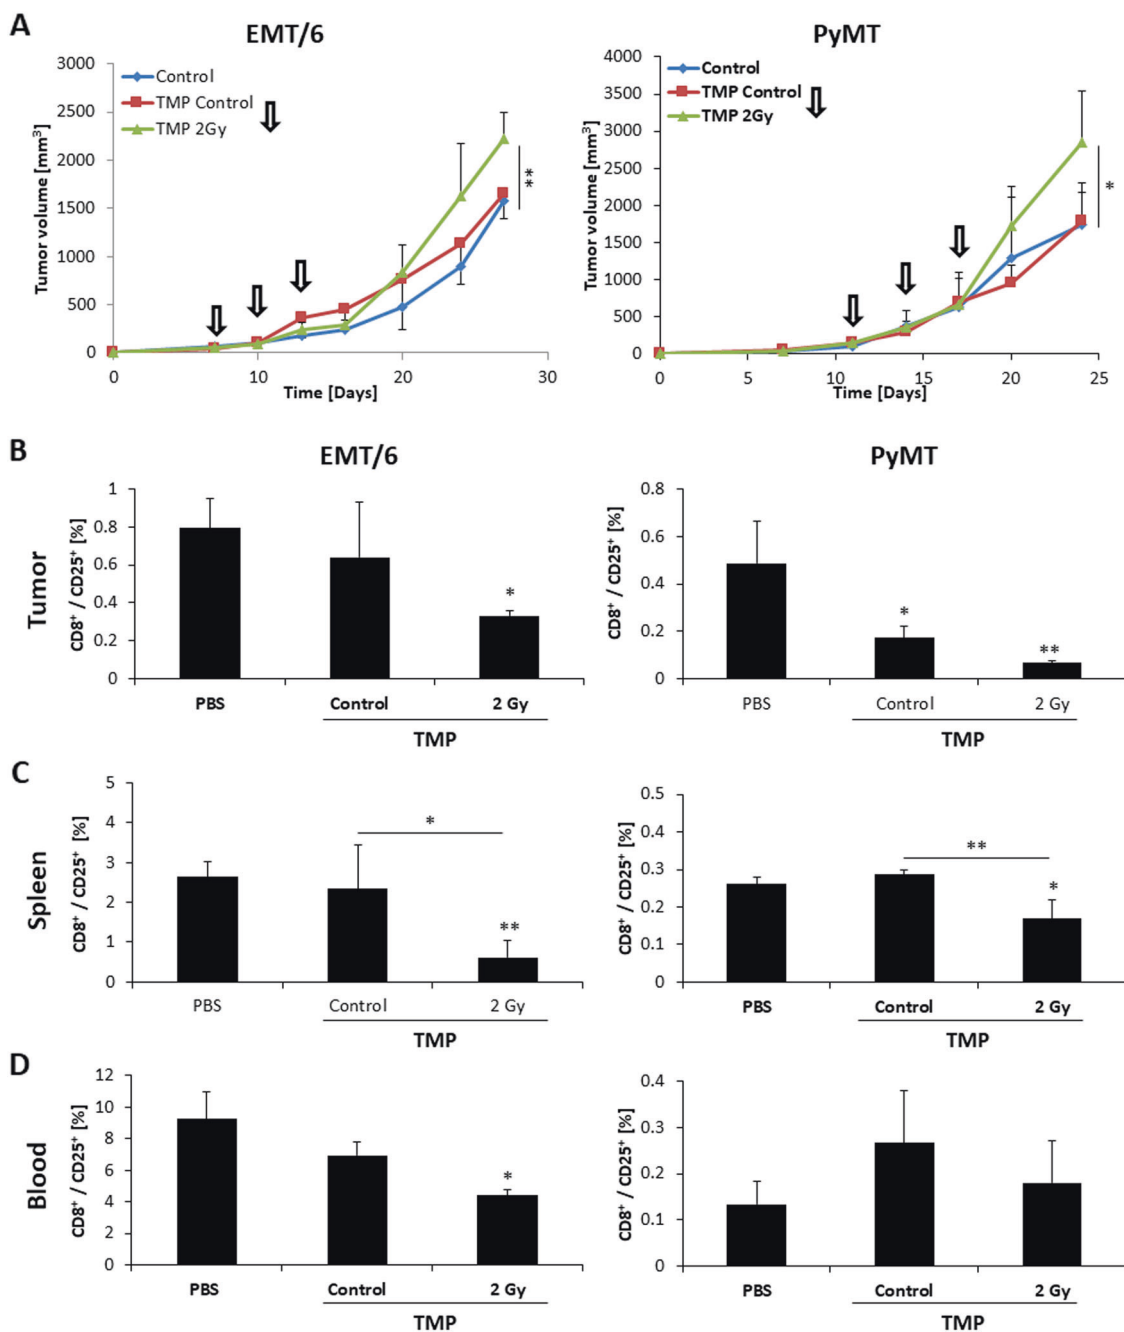 A
EMT/6
PyMT
Tumor volume [mm³]
3000
2500
2000
1500
1000
500
0
Control
TMP Control
TMP 2Gy
**
0
10
20
30
Time [Days]
Tumor volume [mm³]
4000
3500
3000
2500
2000
1500
1000
500
0
Control
TMP Control
TMP 2Gy
*
0
5
10
15
20
25
Time [Days]
B
EMT/6
PyMT
Tumor
CD8⁺ / CD25⁺ [%]
1
0.8
0.6
0.4
0.2
0
*
PBS
Control
2 Gy
TMP
CD8⁺ / CD25⁺ [%]
0.8
0.6
0.4
0.2
0
*
**
PBS
Control
2 Gy
TMP
C
Spleen
CD8⁺ / CD25⁺ [%]
5
4
3
2
1
0
*
**
PBS
Control
2 Gy
TMP
CD8⁺ / CD25⁺ [%]
0.5
0.4
0.3
0.2
0.1
0
**
*
PBS
Control
2 Gy
TMP
D
Blood
CD8⁺ / CD25⁺ [%]
12
10
8
6
4
2
0
*
PBS
Control
2 Gy
TMP
CD8⁺ / CD25⁺ [%]
0.4
0.3
0.2
0.1
0
PBS
Control
2 Gy
TMP